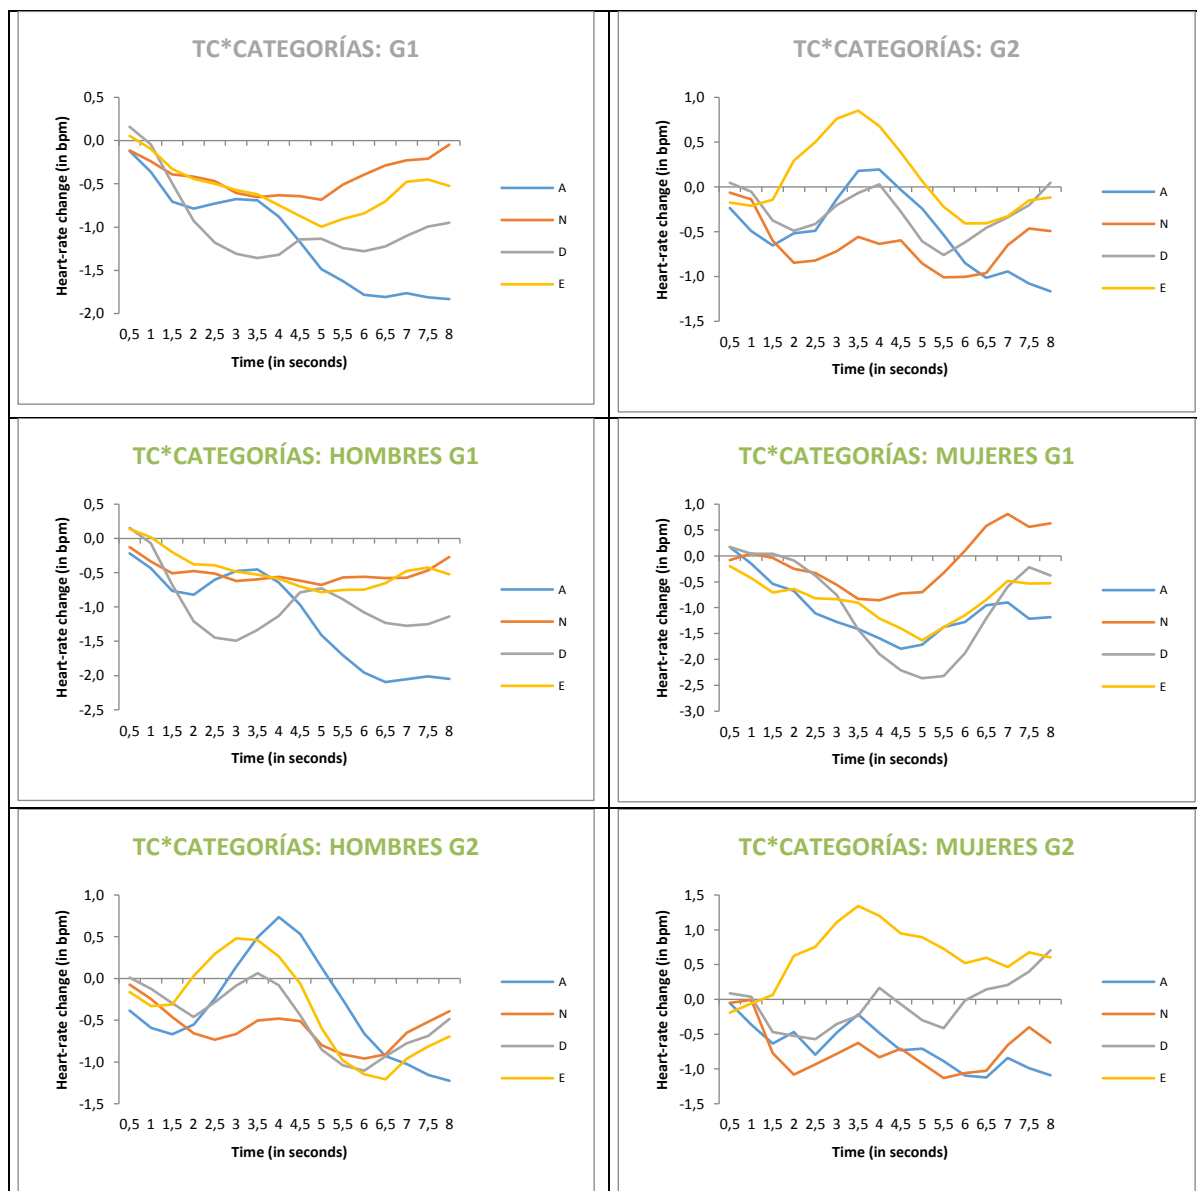 TC*CATEGORÍAS: G1
0,5
0,0
-0,5
-1,0
-1,5
-2,0
Heart-rate change (in bpm)
0,5 1 1,5 2 2,5 3 3,5 4 4,5 5 5,5 6 6,5 7 7,5 8
Time (in seconds)
A
N
D
E
TC*CATEGORÍAS: G2
1,0
0,5
0,0
-0,5
-1,0
-1,5
Heart-rate change (in bpm)
0,5 1 1,5 2 2,5 3 3,5 4 4,5 5 5,5 6 6,5 7 7,5 8
Time (in seconds)
A
N
D
E
TC*CATEGORÍAS: HOMBRES G1
0,5
0,0
-0,5
-1,0
-1,5
-2,0
-2,5
Heart-rate change (in bpm)
0,5 1 1,5 2 2,5 3 3,5 4 4,5 5 5,5 6 6,5 7 7,5 8
Time (in seconds)
A
N
D
E
TC*CATEGORÍAS: MUJERES G1
1,0
0,5
0,0
-0,5
-1,0
-1,5
-2,0
-2,5
-3,0
Heart-rate change (in bpm)
0,5 1 1,5 2 2,5 3 3,5 4 4,5 5 5,5 6 6,5 7 7,5 8
Time (in seconds)
A
N
D
E
TC*CATEGORÍAS: HOMBRES G2
1,0
0,5
0,0
-0,5
-1,0
-1,5
Heart-rate change (in bpm)
0,5 1 1,5 2 2,5 3 3,5 4 4,5 5 5,5 6 6,5 7 7,5 8
Time (in seconds)
A
N
D
E
TC*CATEGORÍAS: MUJERES G2
1,5
1,0
0,5
0,0
-0,5
-1,0
-1,5
Heart-rate change (in bpm)
0,5 1 1,5 2 2,5 3 3,5 4 4,5 5 5,5 6 6,5 7 7,5 8
Time (in seconds)
A
N
D
E